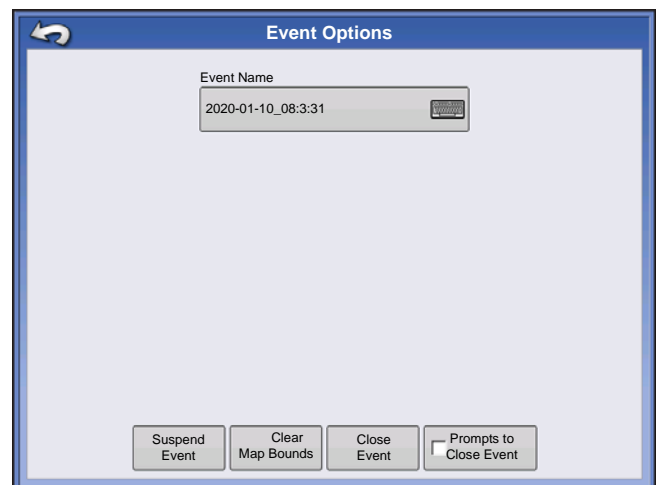 Event Options
Event Name
2020-01-10_08:3:31
Suspend
Event
Clear
Map Bounds
Close
Event
Prompts to
Close Event